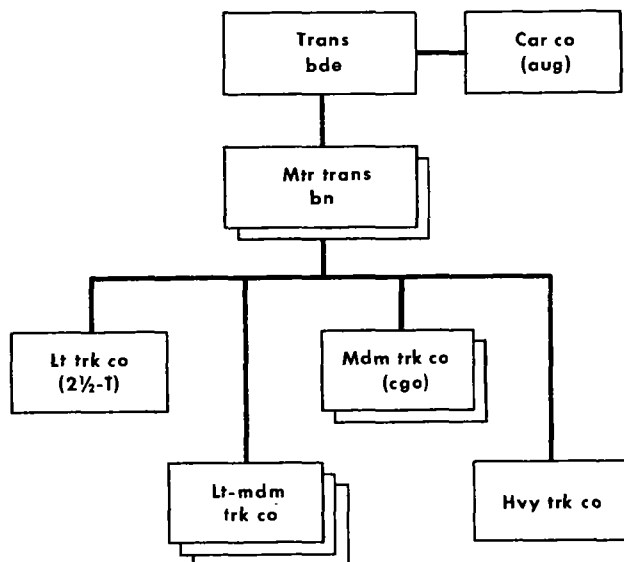 Trans
bde
Car co
(aug)
Mtr trans
bn
Lt trk co
(2½-T)
Mdm trk co
(cgo)
Lt-mdm
trk co
Hvy trk co